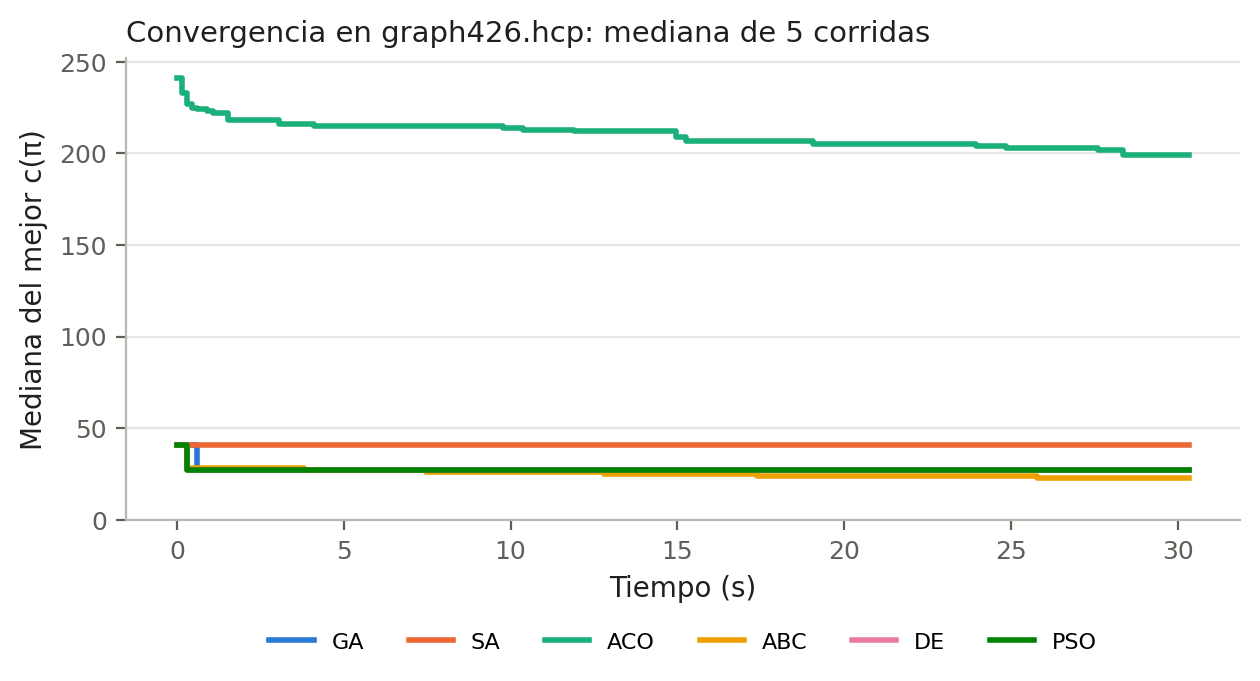 Convergencia en graph426.hcp: mediana de 5 corridas
Mediana del mejor c(π)
250
200
150
100
50
0
0 5 10 15 20 25 30
Tiempo (s)
GA SA ACO ABC DE PSO